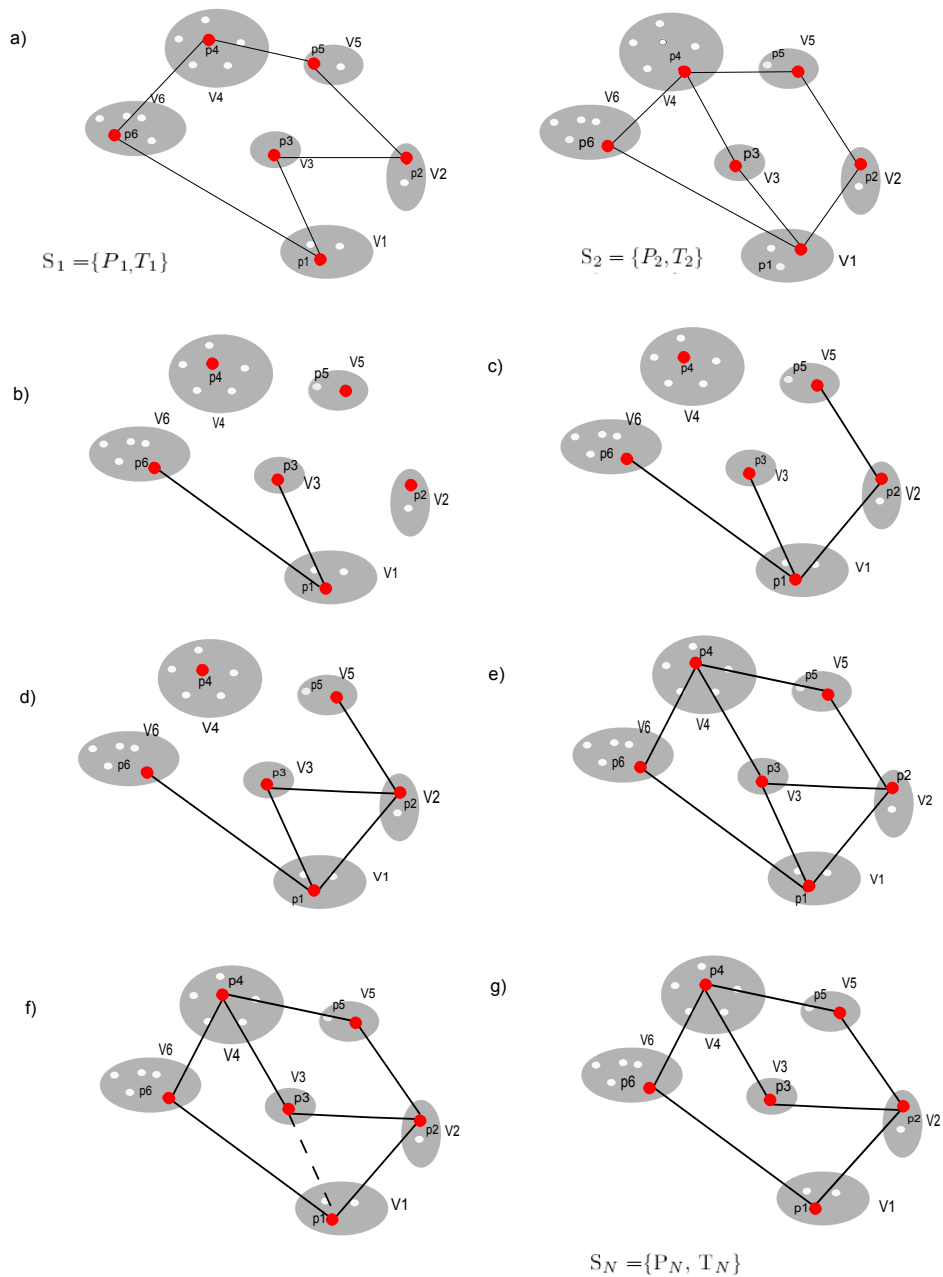 a)
p4
V4
p5
V5
V6
p6
p3
V3
p2
V2
V1
p1
S1 ={P1,T1}
p4
V4
p5
V5
V6
p6
p3
V3
p2
V2
V1
p1
S2 = {P2,T2}
b)
p4
V4
V5
p5
V6
p6
p3
V3
p2
V2
V1
p1
c)
p4
V4
V5
p5
V6
p6
p3
V3
p2
V2
V1
p1
d)
p4
V4
V5
p5
V6
p6
V3
p3
V2
p2
V1
p1
e)
p4
V4
V5
p5
V6
p6
p3
V3
p2
V2
V1
p1
f)
p4
V4
V5
p5
V6
p6
V3
p3
p2
V2
V1
p1
g)
p4
V4
V5
p5
V6
p6
V3
p3
p2
V2
V1
p1
SN ={PN, TN}